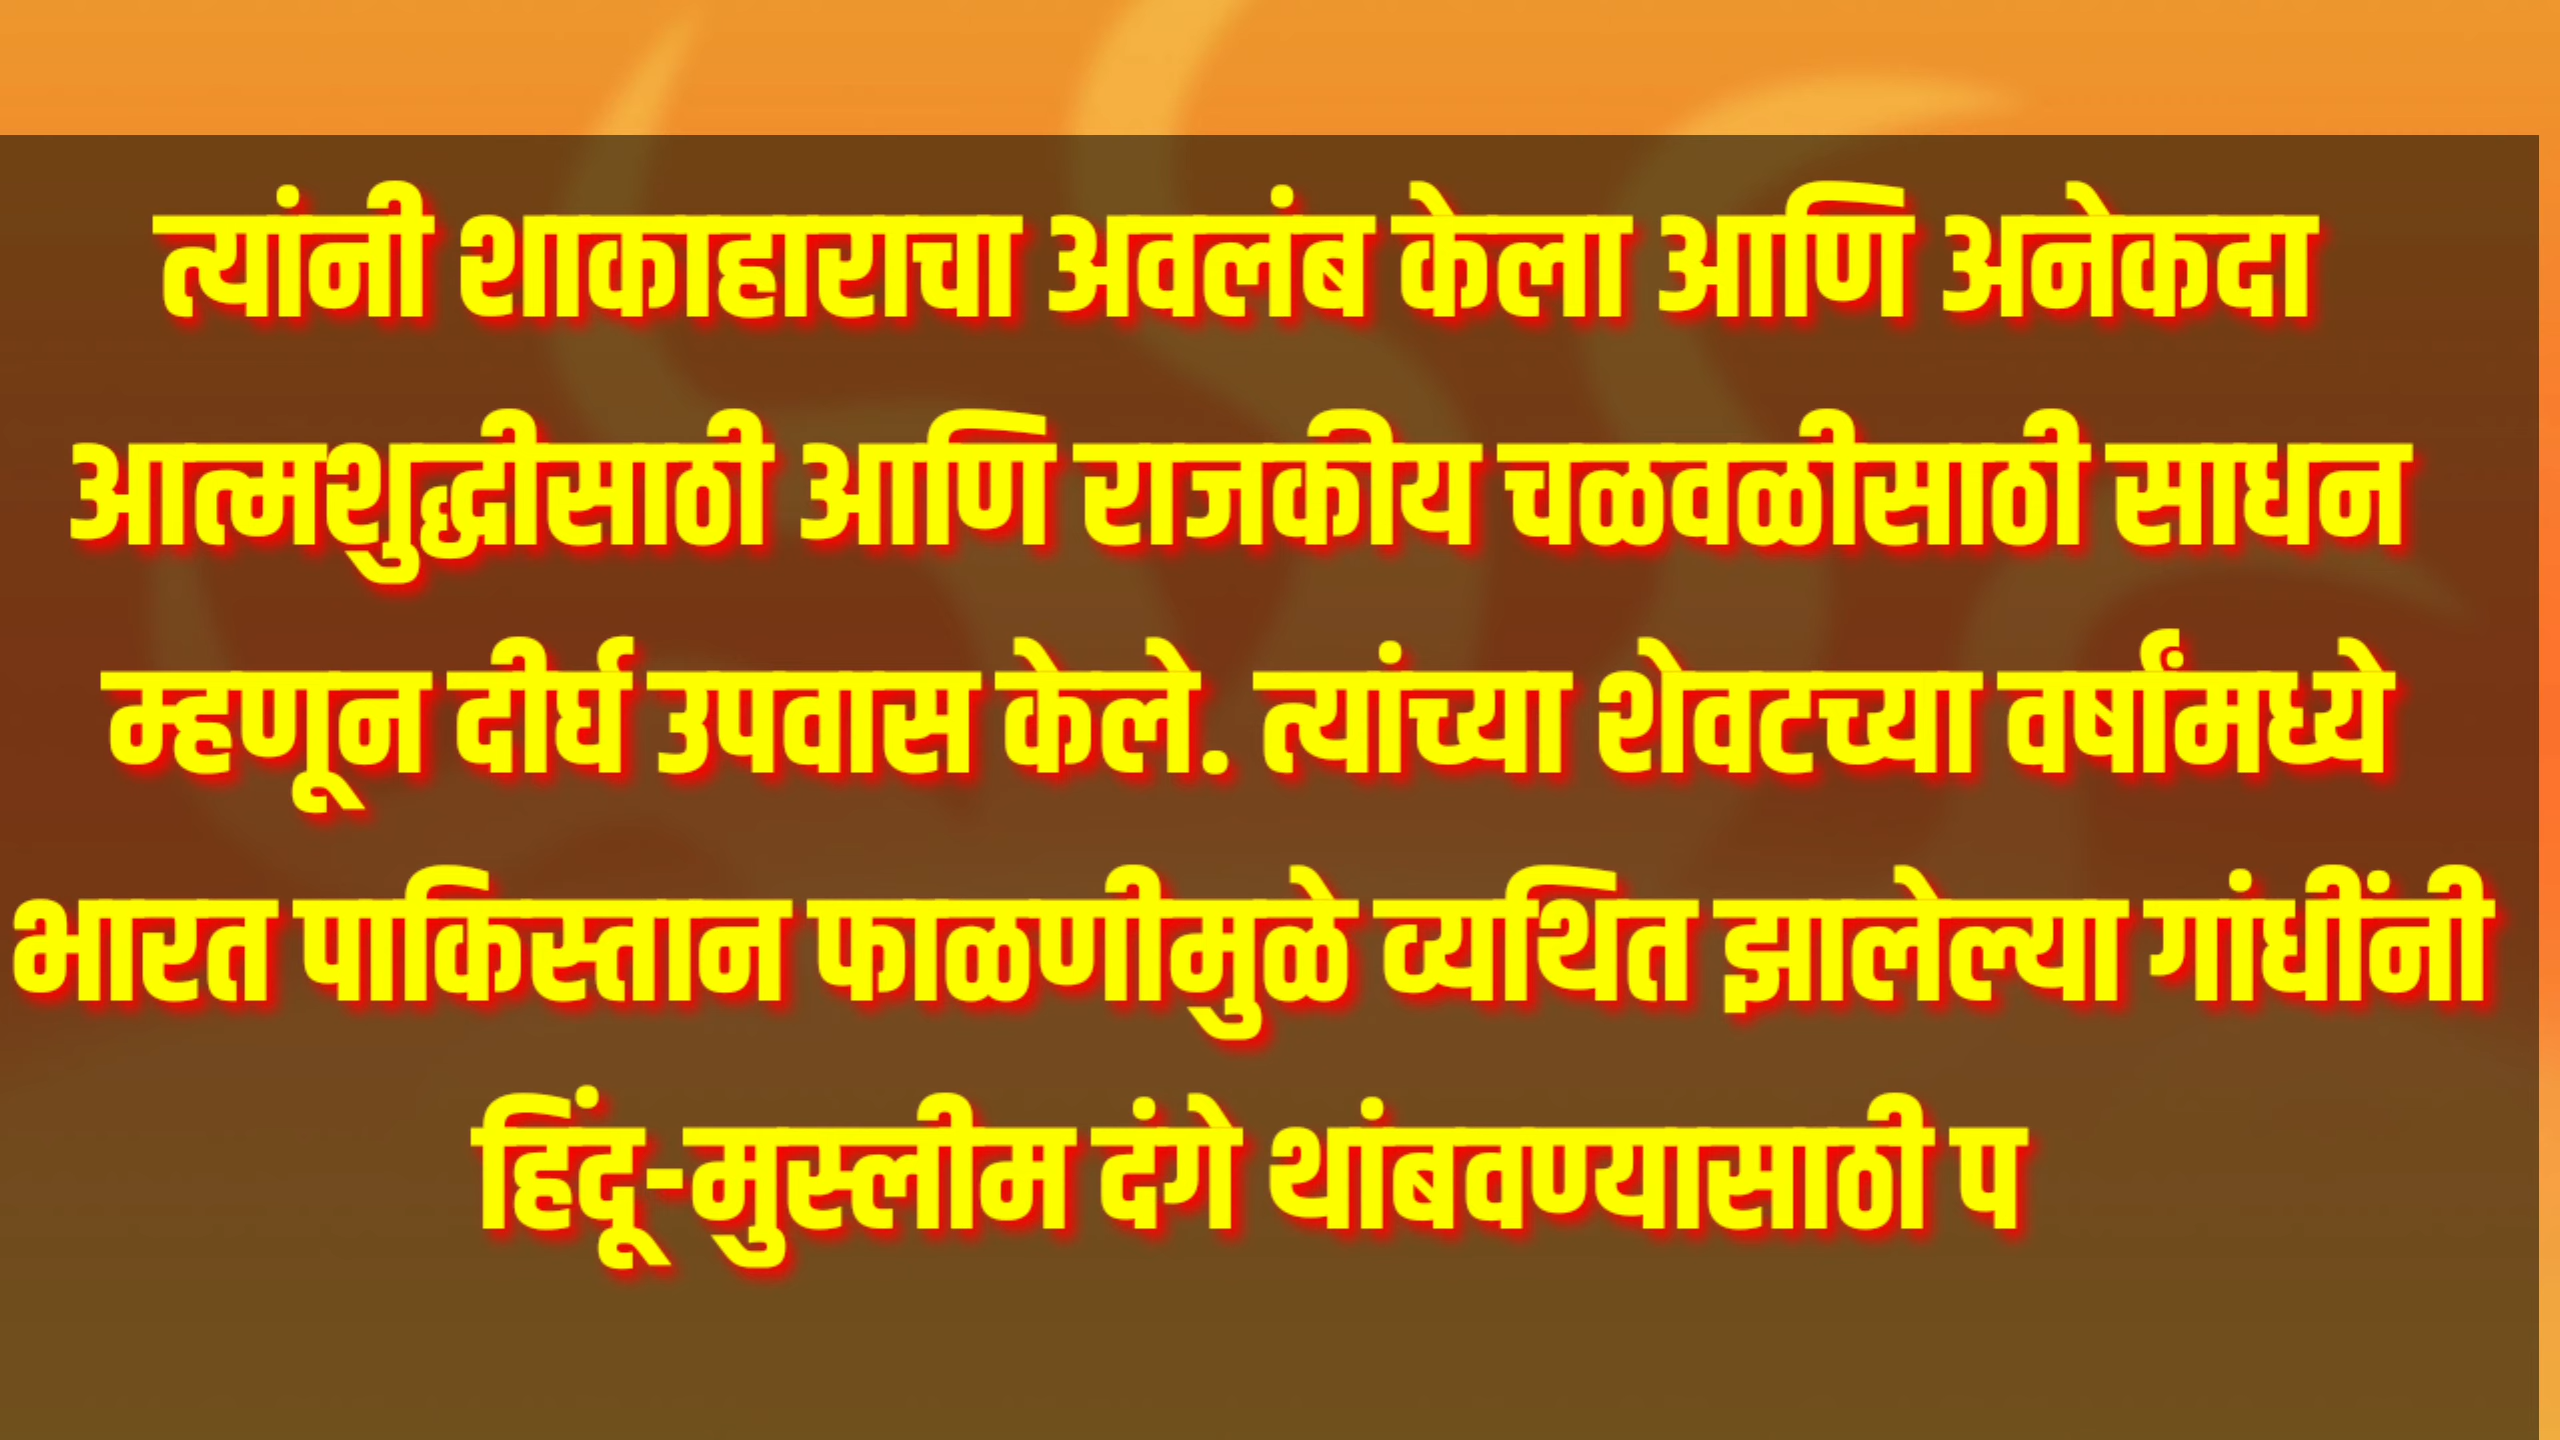 त्यांनी शाकाहाराचा अवलंब केला आणि अनेकदा
आत्मशुद्धीसाठी आणि राजकीय चळवळीसाठी साधन
म्हणून दीर्घ उपवास केले. त्यांच्या शेवटच्या वर्षांमध्ये
भारत पाकिस्तान फाळणीमुळे व्यथित झालेल्या गांधींनी
हिंदू-मुस्लीम दंगे थांबवण्यासाठी प